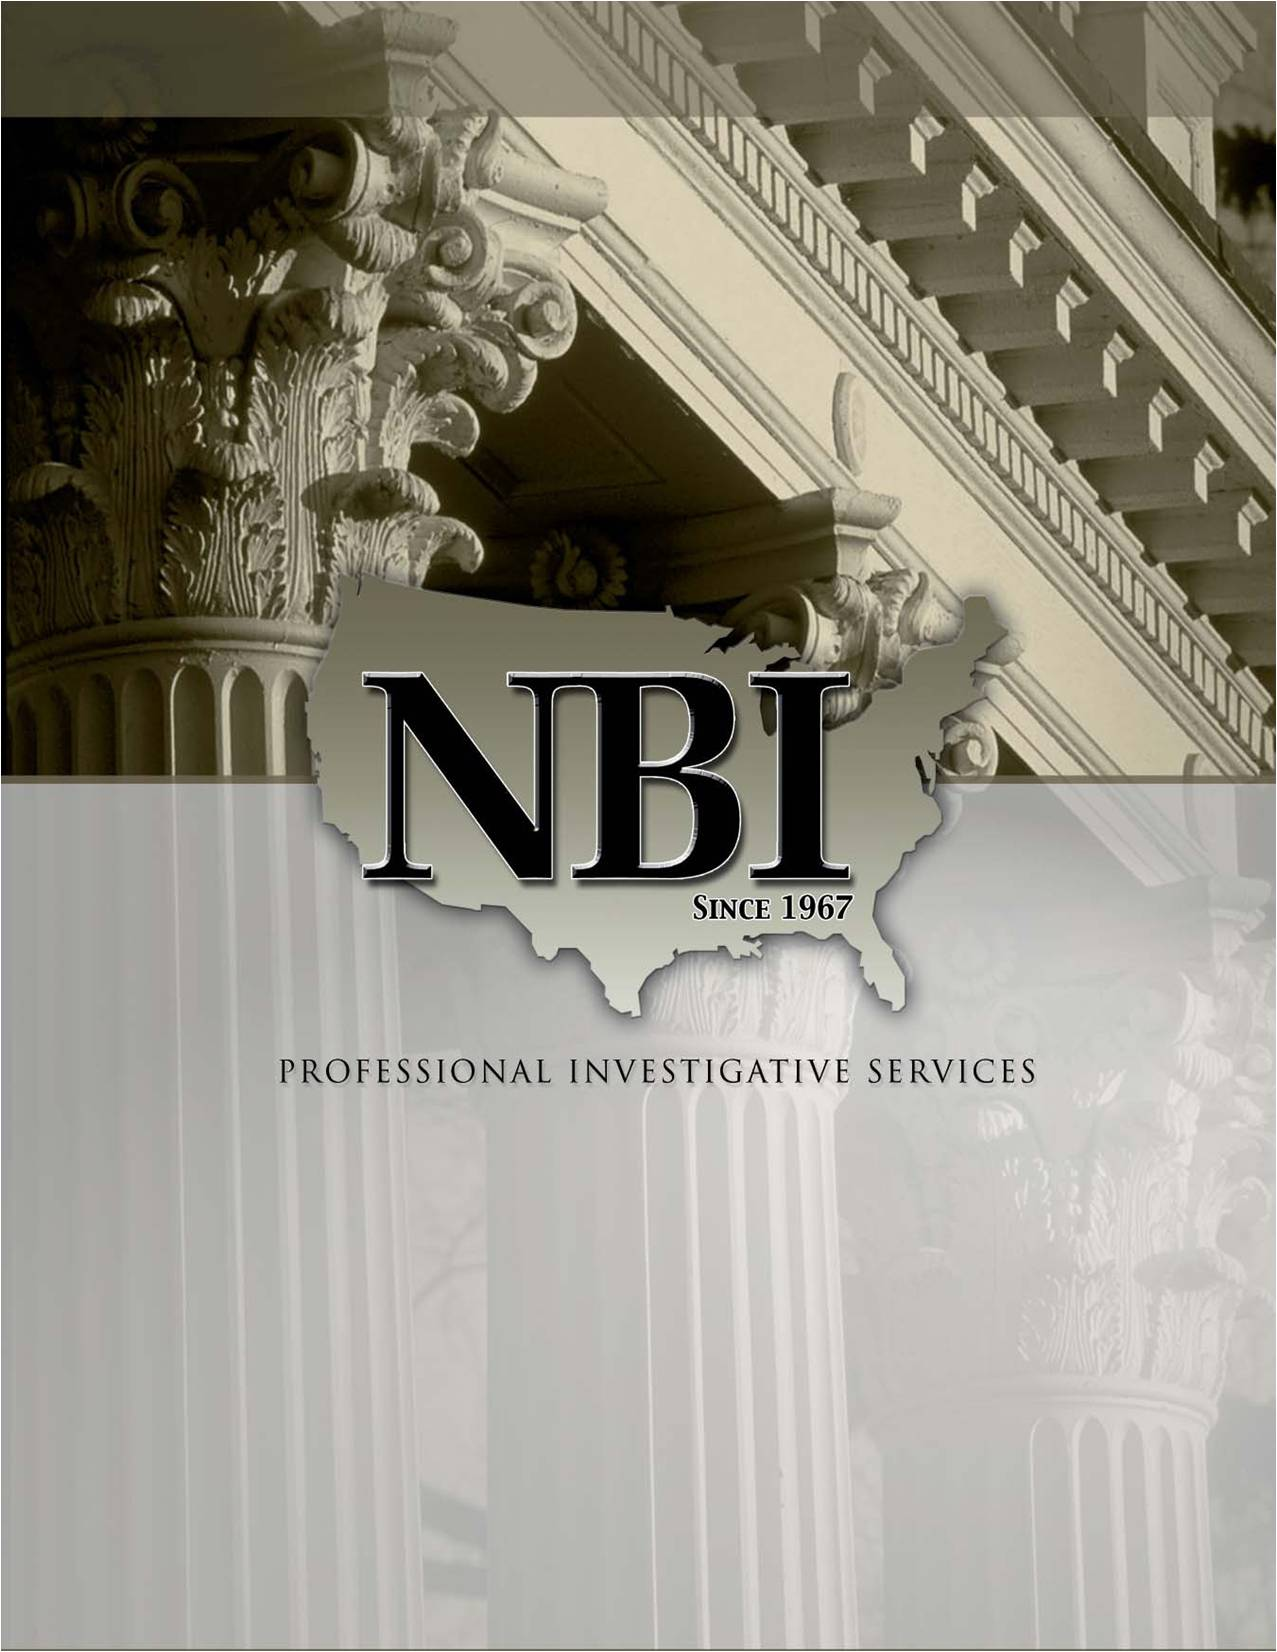 NBI
SINCE 1967
PROFESSIONAL INVESTIGATIVE SERVICES